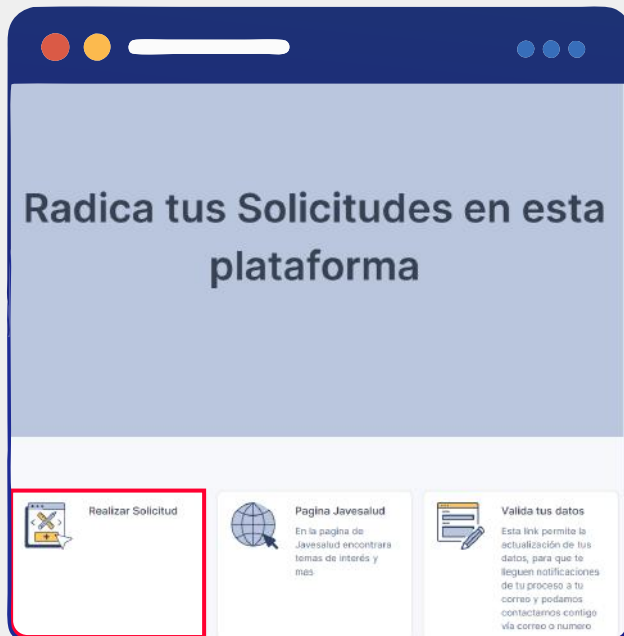 Radica tus Solicitudes en esta
plataforma
Realizar Solicitud
Pagina Javesalud
En la pagina de
Javesalud encontrara
temas de interés y
mas
Valida tus datos
Esta link permite la
actualización de tus
datos, para que te
lleguen notificaciones
de tu proceso a tu
correo y podamos
contactarnos contigo
vía correo o numero